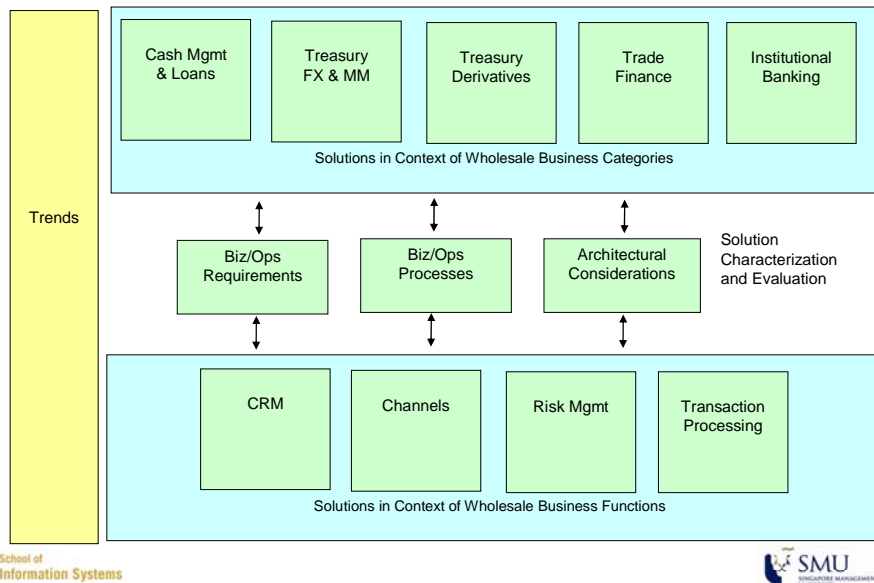 Cash Mgmt
& Loans
Treasury
FX & MM
Treasury
Derivatives
Trade
Finance
Institutional
Banking
Solutions in Context of Wholesale Business Categories
Trends
Biz/Ops
Requirements
Biz/Ops
Processes
Architectural
Considerations
Solution
Characterization
and Evaluation
CRM
Channels
Risk Mgmt
Transaction
Processing
Solutions in Context of Wholesale Business Functions
School of
Information Systems
SMU
SINGAPORE MANAGEMEN